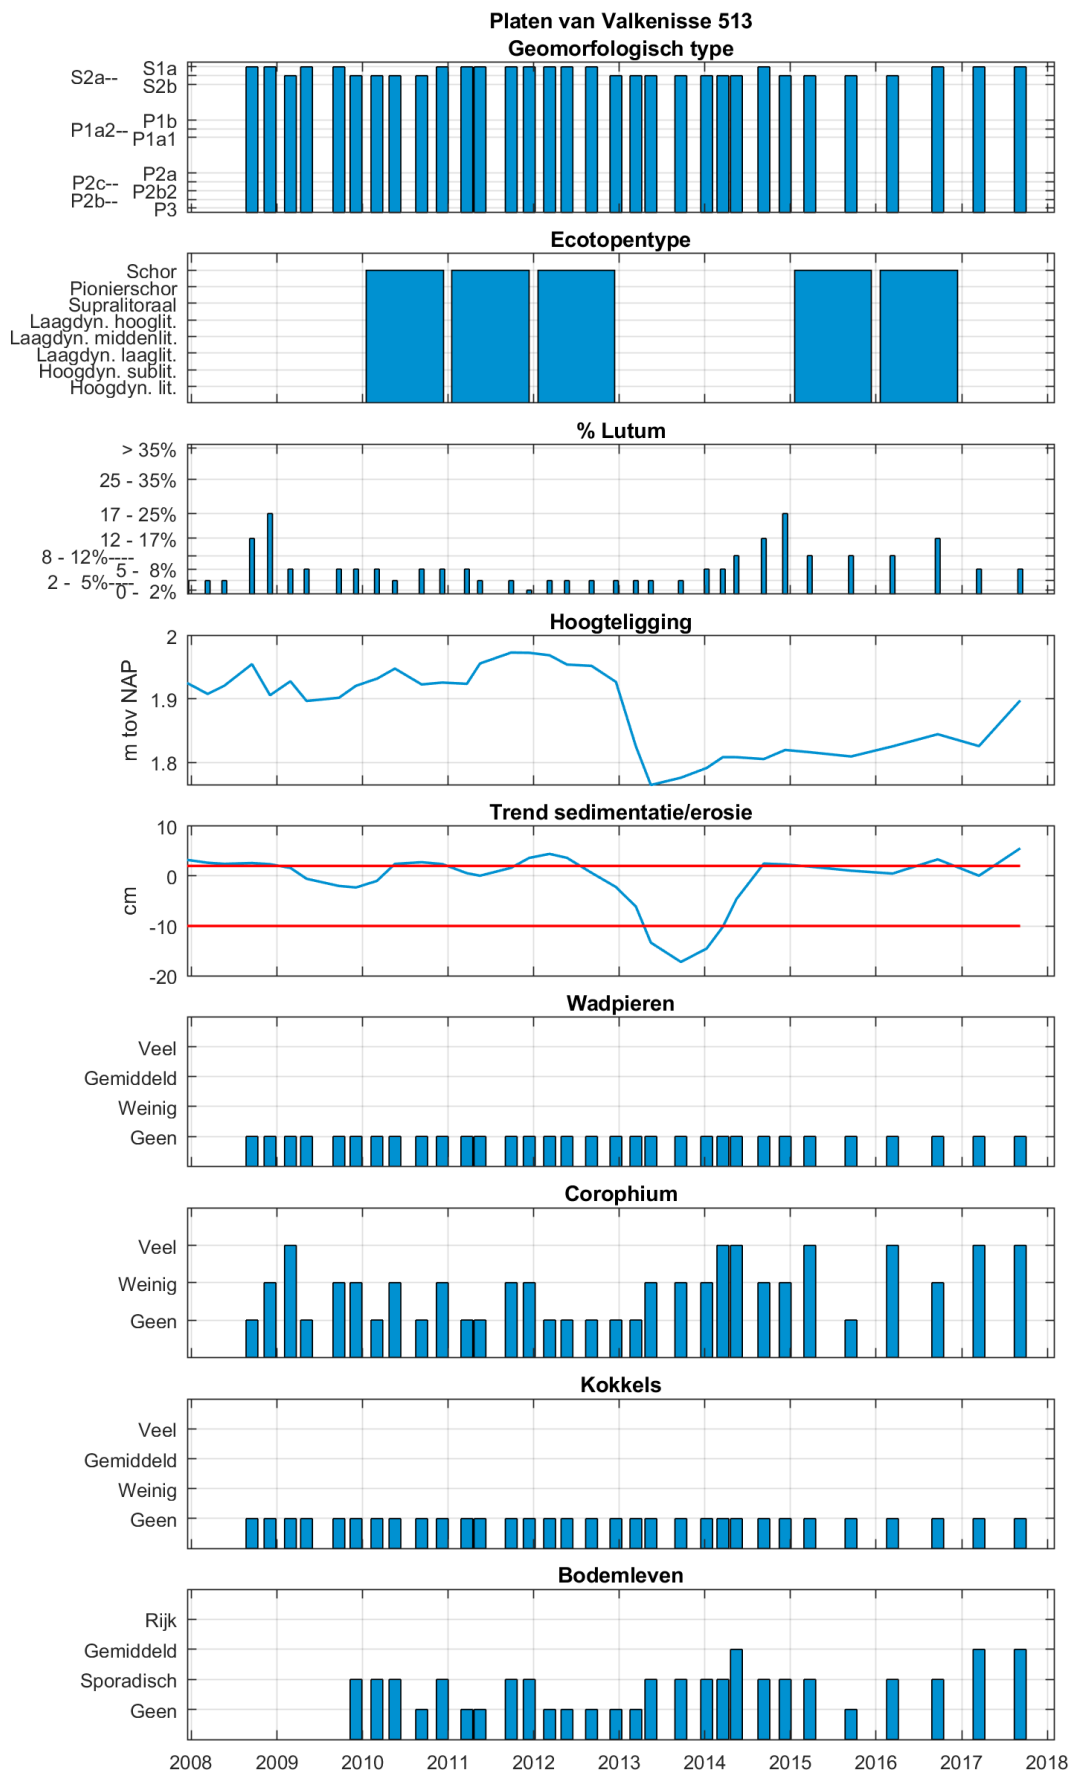 Platen van Valkenisse 513
Geomorfologisch type
S1a
S2a--
S2b
P1b
P1a2--
P1a1
P2a
P2c--
P2b2
P2b--
P3
Ecotopentype
Schor
Pionierschor
Supralitoraal
Laagdyn. hooglit.
Laagdyn. middenlit.
Laagdyn. laaglit.
Hoogdyn. sublit.
Hoogdyn. lit.
% Lutum
> 35%
25 - 35%
17 - 25%
12 - 17%
8 - 12%----
5 - 8%
2 - 5%----
0 - 2%
Hoogteligging
m tov NAP
2
1.9
1.8
Trend sedimentatie/erosie
cm
10
0
-10
-20
Wadpieren
Veel
Gemiddeld
Weinig
Geen
Corophium
Veel
Weinig
Geen
Kokkels
Veel
Gemiddeld
Weinig
Geen
Bodemleven
Rijk
Gemiddeld
Sporadisch
Geen
2008 2009 2010 2011 2012 2013 2014 2015 2016 2017 2018